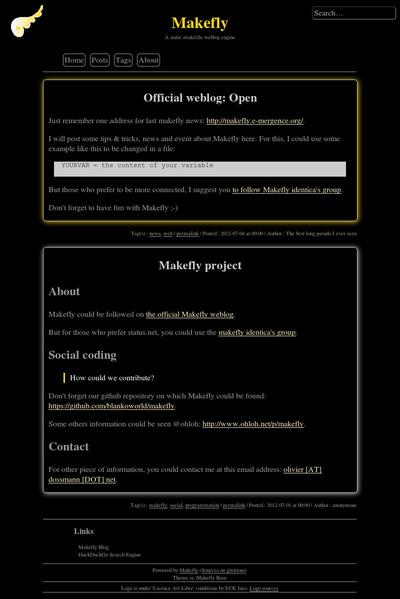 Search...
Makefly
A static makefile weblog engine
Home Posts Tags About
Official weblog: Open
Just remember one address for last makefly news: http://makefly.e-mergence.org/.
I will post some tips & tricks, news and event about Makefly here. For this, I could use some
example like this to be changed in a file:
YOURVAR = the content of your variable
But those who prefer to be more connected, I suggest you to follow Makefly identica's group.
Don't forget to have fun with Makefly ;-)
Tag(s) : news, web | permalink | Posted : 2012-07-04 at 00:00 | Author : The best long pseudo I ever seen
Makefly project
About
Makefly could be followed on the official Makefly weblog.
But for those who prefer status.net, you could use the makefly identica's group.
Social coding
How could we contribute?
Don't forget our github repository on which Makefly could be found:
https://github.com/blankoworld/makefly.
Some others information could be seen @ohloh: http://www.ohloh.net/p/makefly.
Contact
For other piece of information, you could contact me at this email address: olivier [AT]
dossmann [DOT] net.
Tag(s) : makefly, social, programmation | permalink | Posted : 2012-07-01 at 00:00 | Author : anonymous
Links
Makefly Blog
DuckDuckGo Search Engine
Powered by Makefly (Sources on gitorious)
Theme is: Makefly Base
Logo is under 'Licence Art Libre' conditions by ECK Ines: Logo sources